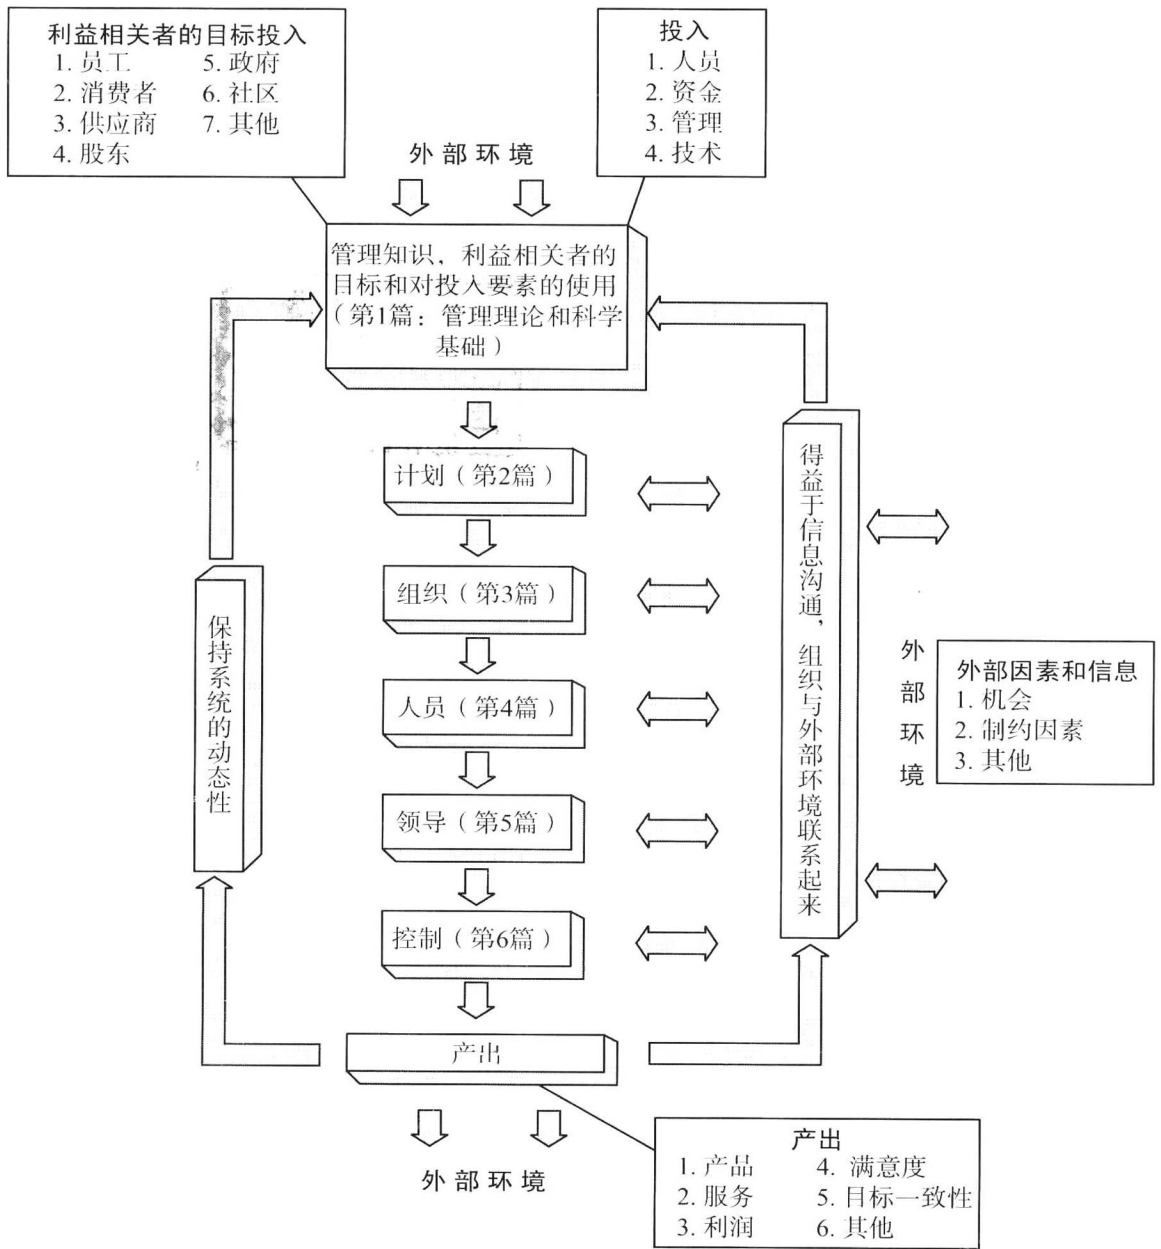 利益相关者的目标投入
1. 员工 5. 政府
2. 消费者 6. 社区
3. 供应商 7. 其他
4. 股东
投入
1. 人员
2. 资金
3. 管理
4. 技术
外部环境
管理知识，利益相关者的
目标和对投入要素的使用
（第1篇：管理理论和科学
基础）
计划（第2篇）
组织（第3篇）
人员（第4篇）
领导（第5篇）
控制（第6篇）
产出
保持系统的动态性
得益于信息沟通，组织与外部环境联系起来
外部环境
外部因素和信息
1. 机会
2. 制约因素
3. 其他
外部环境
产出
1. 产品 4. 满意度
2. 服务 5. 目标一致性
3. 利润 6. 其他